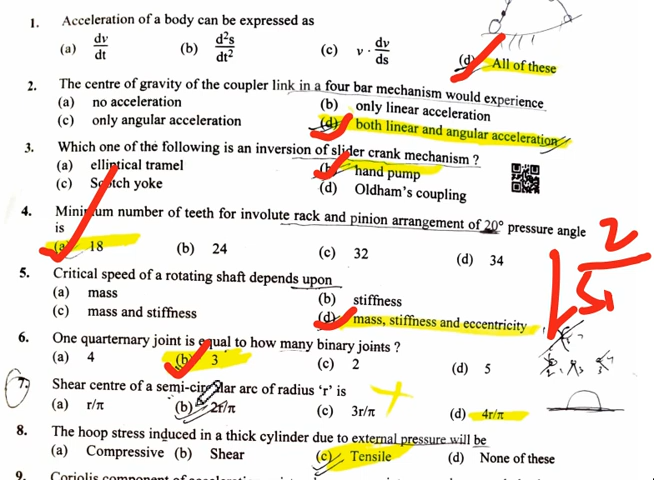 1. Acceleration of a body can be expressed as
(a) dv/dt (b) d²s/dt² (c) v · dv/ds (d) All of these
2. The centre of gravity of the coupler link in a four bar mechanism would experience
(a) no acceleration (b) only linear acceleration
(c) only angular acceleration (d) both linear and angular acceleration
3. Which one of the following is an inversion of slider crank mechanism ?
(a) elliptical tramel (b) hand pump
(c) Scotch yoke (d) Oldham's coupling
4. Minimum number of teeth for involute rack and pinion arrangement of 20° pressure angle
is
(a) 18 (b) 24 (c) 32 (d) 34
5. Critical speed of a rotating shaft depends upon
(a) mass (b) stiffness
(c) mass and stiffness (d) mass, stiffness and eccentricity
6. One quarternary joint is equal to how many binary joints ?
(a) 4 (b) 3 (c) 2 (d) 5
7. Shear centre of a semi-circular arc of radius 'r' is
(a) r/π (b) 2r/π (c) 3r/π (d) 4r/π
8. The hoop stress induced in a thick cylinder due to external pressure will be
(a) Compressive (b) Shear (c) Tensile (d) None of these